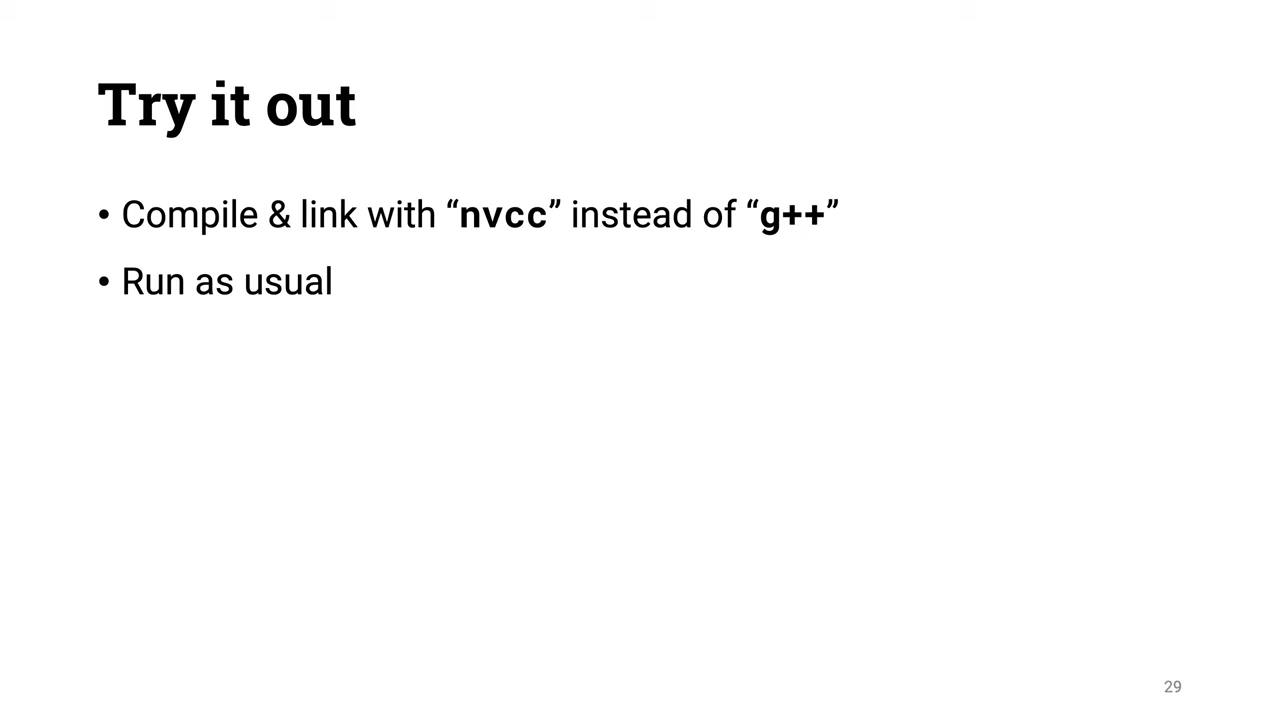 Try it out
• Compile & link with “nvcc” instead of “g++”
• Run as usual
29